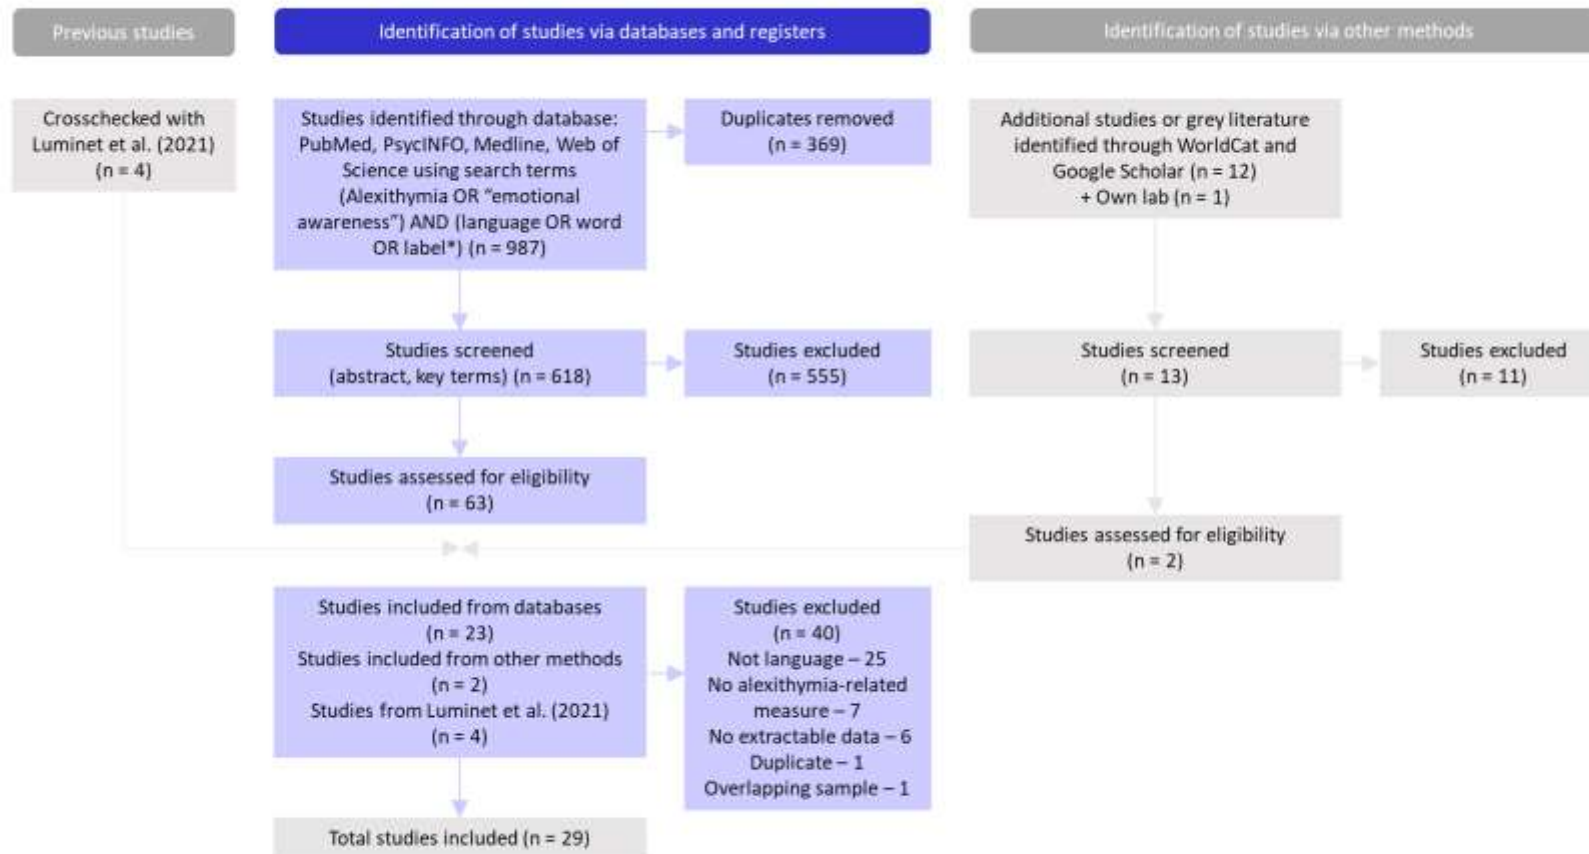 Previous studies
Identification of studies via databases and registers
Identification of studies via other methods
Crosschecked with
Luminet et al. (2021)
(n = 4)
Studies identified through database:
PubMed, PsycINFO, Medline, Web of
Science using search terms
(Alexithymia OR “emotional
awareness”) AND (language OR word
OR label*) (n = 987)
Duplicates removed
(n = 369)
Additional studies or grey literature
identified through WorldCat and
Google Scholar (n = 12)
+ Own lab (n = 1)
Studies screened
(abstract, key terms) (n = 618)
Studies excluded
(n = 555)
Studies screened
(n = 13)
Studies excluded
(n = 11)
Studies assessed for eligibility
(n = 63)
Studies assessed for eligibility
(n = 2)
Studies included from databases
(n = 23)
Studies included from other methods
(n = 2)
Studies from Luminet et al. (2021)
(n = 4)
Studies excluded
(n = 40)
Not language – 25
No alexithymia-related
measure – 7
No extractable data – 6
Duplicate – 1
Overlapping sample – 1
Total studies included (n = 29)